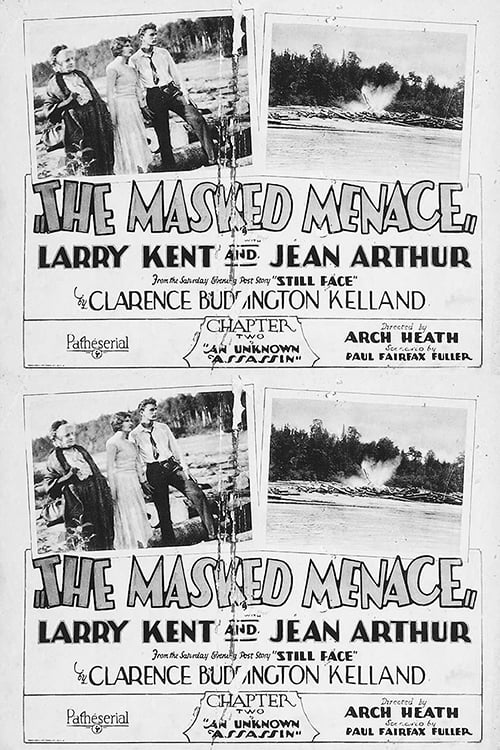 "THE MASKED MENACE"
WITH
LARRY KENT AND JEAN ARTHUR
From the Saturday Evening Post Story "STILL FACE"
by CLARENCE BUDDINGTON KELLAND
Pathéserial
CHAPTER
TWO
"AN UNKNOWN
ASSASSIN"
Directed by
ARCH HEATH
Scenario by
PAUL FAIRFAX FULLER
"THE MASKED MENACE"
WITH
LARRY KENT AND JEAN ARTHUR
From the Saturday Evening Post Story "STILL FACE"
by CLARENCE BUDDINGTON KELLAND
Pathéserial
CHAPTER
TWO
"AN UNKNOWN
ASSASSIN"
Directed by
ARCH HEATH
Scenario by
PAUL FAIRFAX FULLER